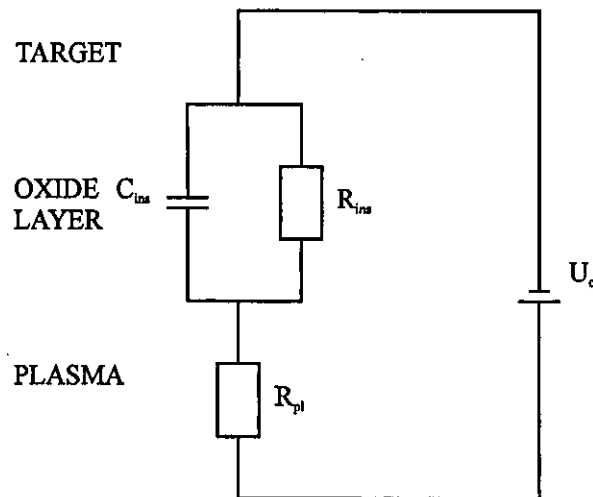 TARGET
OXIDE C_ins
LAYER
R_ins
U_c
PLASMA
R_pl